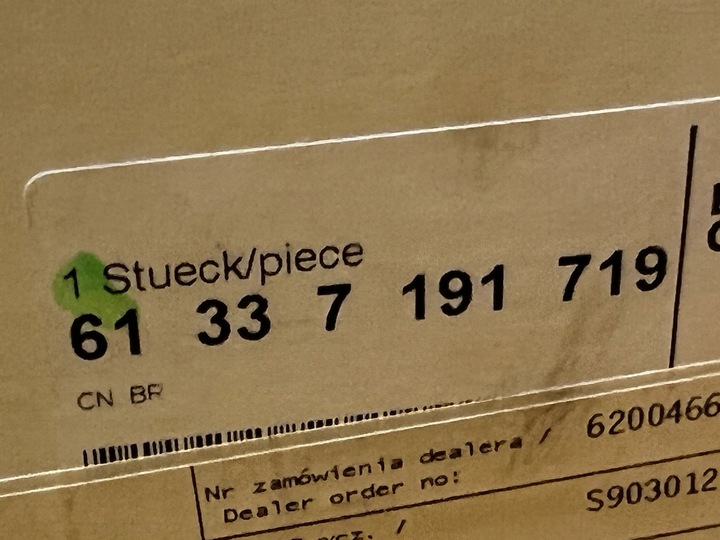 1 Stueck/piece
61 33 7 191 719
CN BR
Nr zamówienia dealera /
Dealer order no:
6200466
S903012